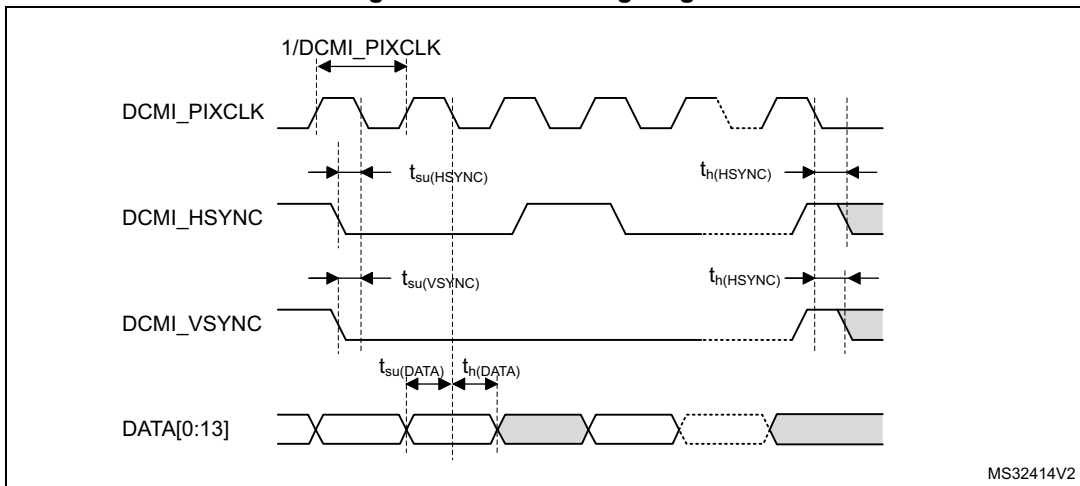 1/DCMI_PIXCLK
DCMI_PIXCLK
tsu(HSYNC)
th(HSYNC)
DCMI_HSYNC
tsu(VSYNC)
th(HSYNC)
DCMI_VSYNC
tsu(DATA) th(DATA)
DATA[0:13]
MS32414V2